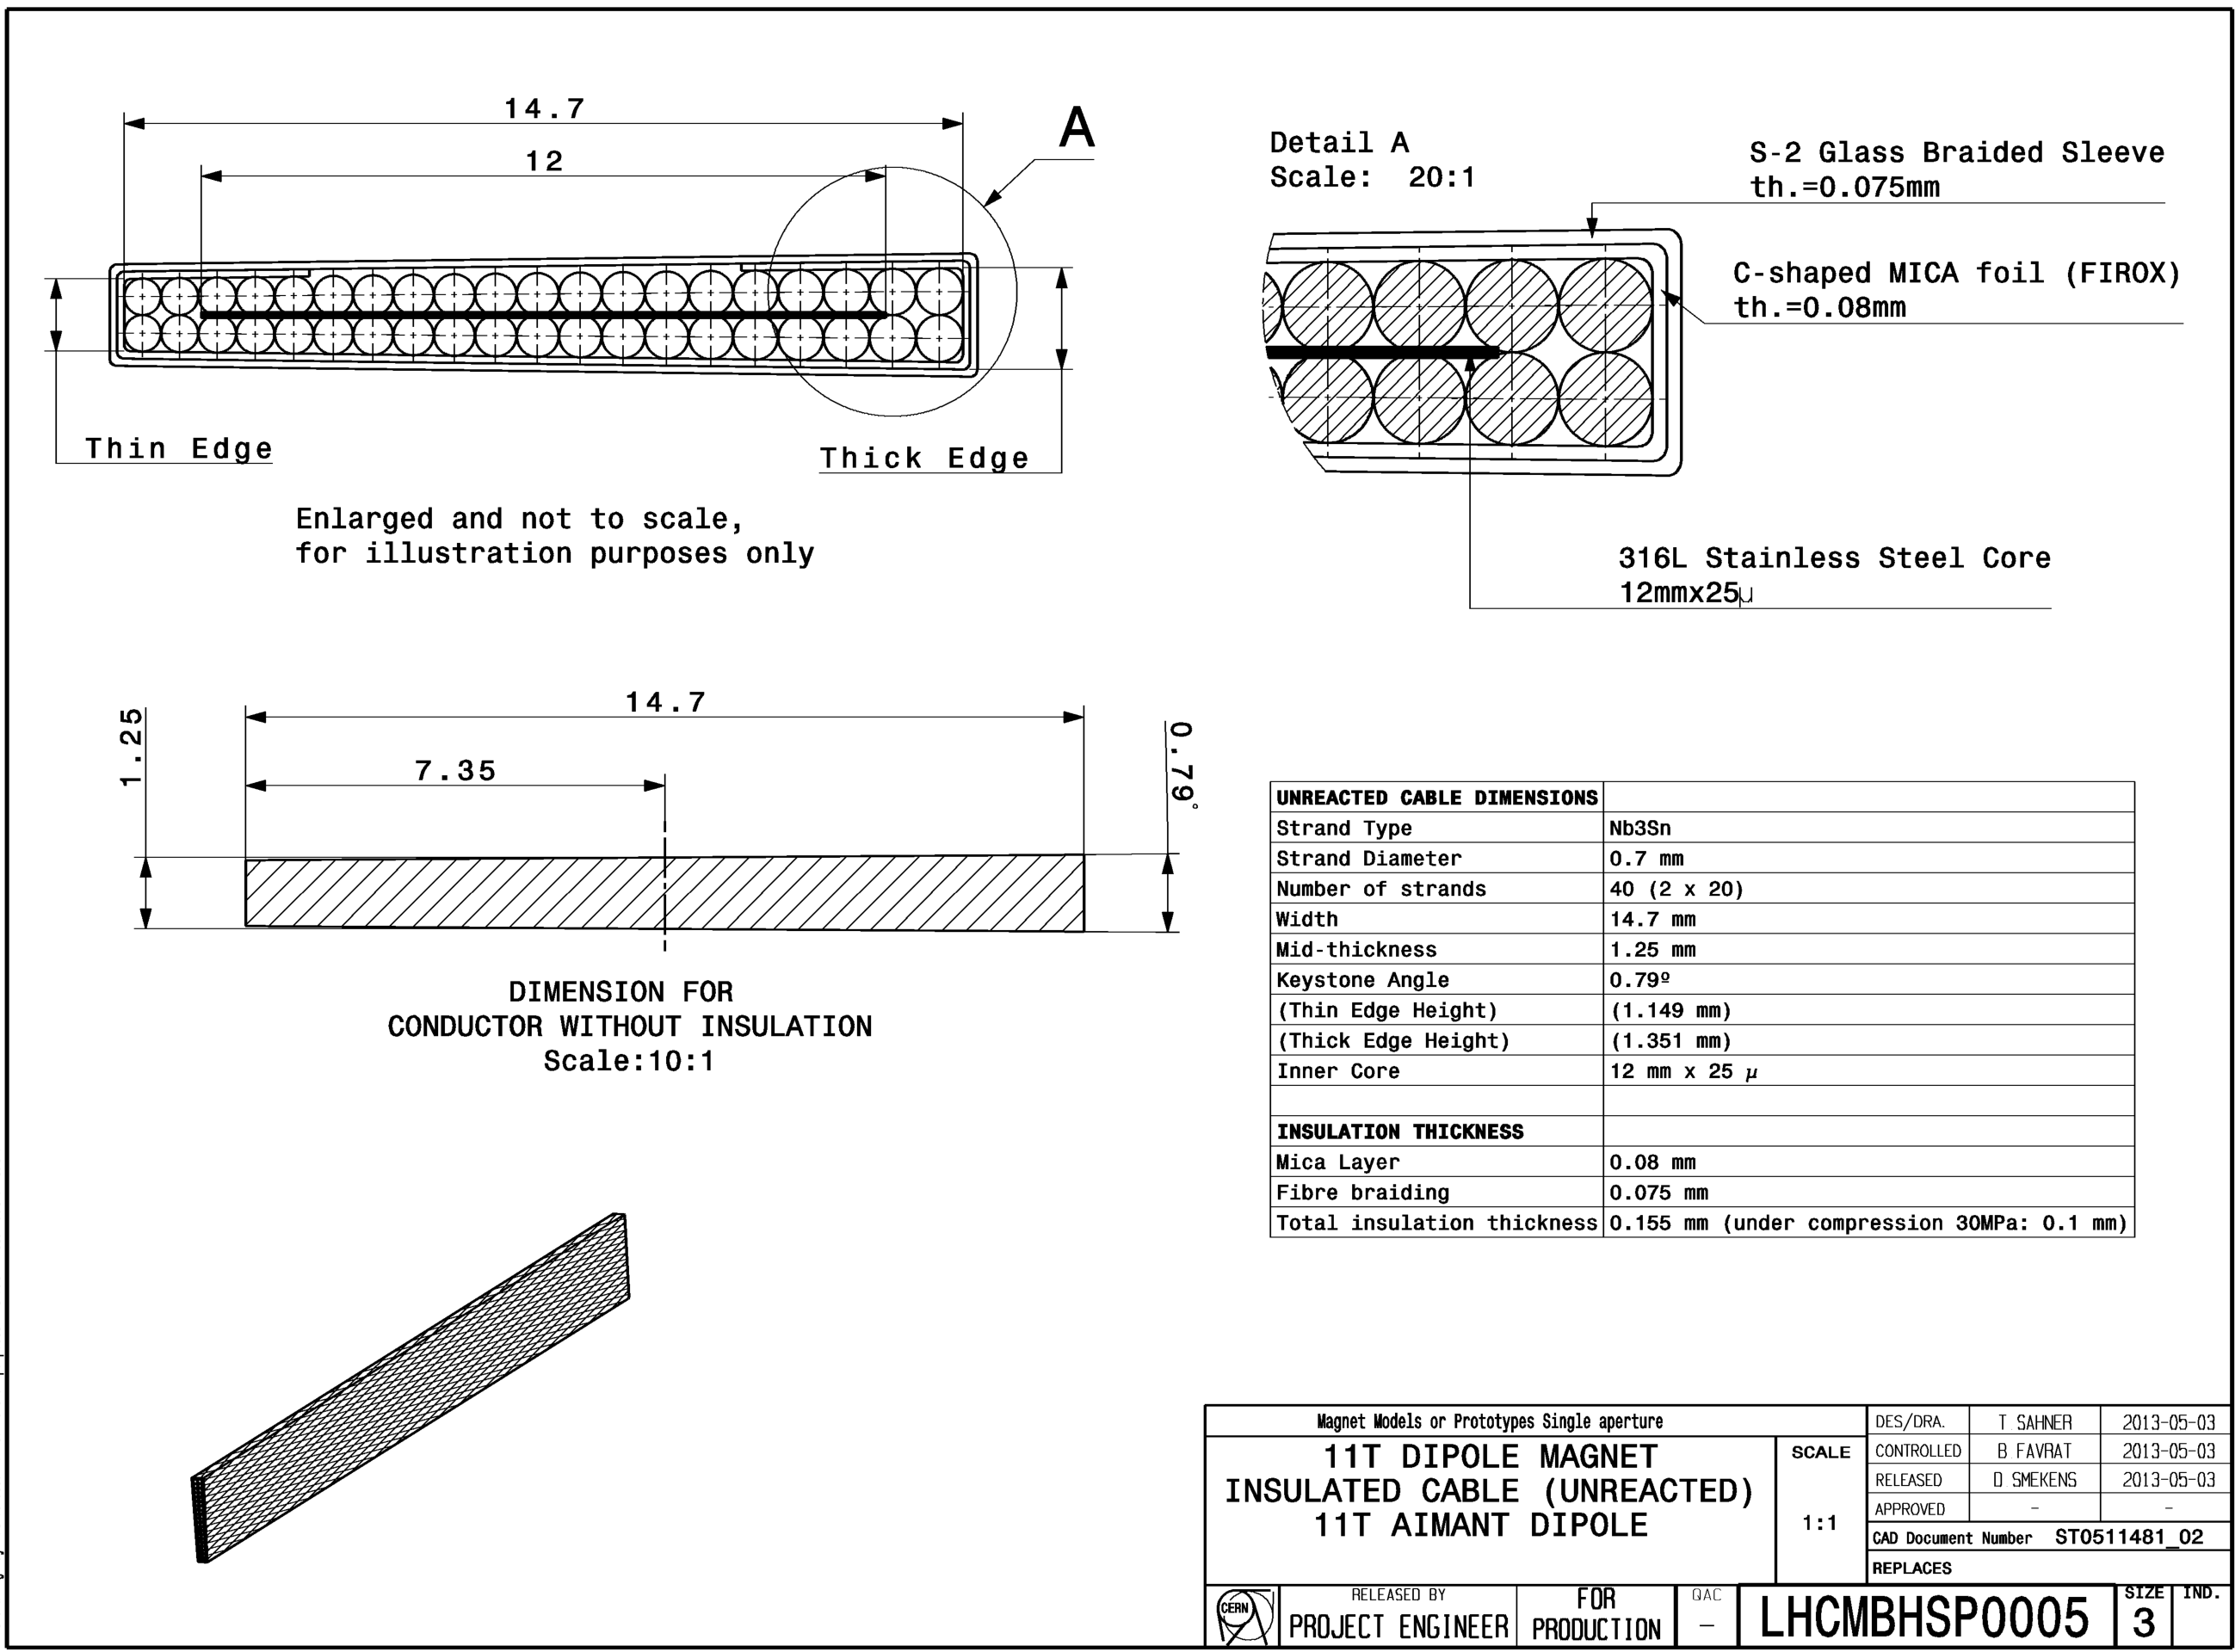 14.7
12
A
Thin Edge
Thick Edge
Enlarged and not to scale,
for illustration purposes only
Detail A
Scale: 20:1
S-2 Glass Braided Sleeve
th.=0.075mm
C-shaped MICA foil (FIROX)
th.=0.08mm
316L Stainless Steel Core
12mmx25μ
14.7
7.35
1.25
0.79°
DIMENSION FOR
CONDUCTOR WITHOUT INSULATION
Scale:10:1
UNREACTED CABLE DIMENSIONS
Strand Type Nb3Sn
Strand Diameter 0.7 mm
Number of strands 40 (2 x 20)
Width 14.7 mm
Mid-thickness 1.25 mm
Keystone Angle 0.79º
(Thin Edge Height) (1.149 mm)
(Thick Edge Height) (1.351 mm)
Inner Core 12 mm x 25 μ
INSULATION THICKNESS
Mica Layer 0.08 mm
Fibre braiding 0.075 mm
Total insulation thickness 0.155 mm (under compression 30MPa: 0.1 mm)
Magnet Models or Prototypes Single aperture
11T DIPOLE MAGNET
INSULATED CABLE (UNREACTED)
11T AIMANT DIPOLE
SCALE
1:1
DES/DRA. T SAHNER 2013-05-03
CONTROLLED B FAVRAT 2013-05-03
RELEASED D SMEKENS 2013-05-03
APPROVED - -
CAD Document Number ST0511481_02
REPLACES
CERN
RELEASED BY
PROJECT ENGINEER
FOR
PRODUCTION
QAC
-
LHCMBHSP0005
SIZE
3
IND.